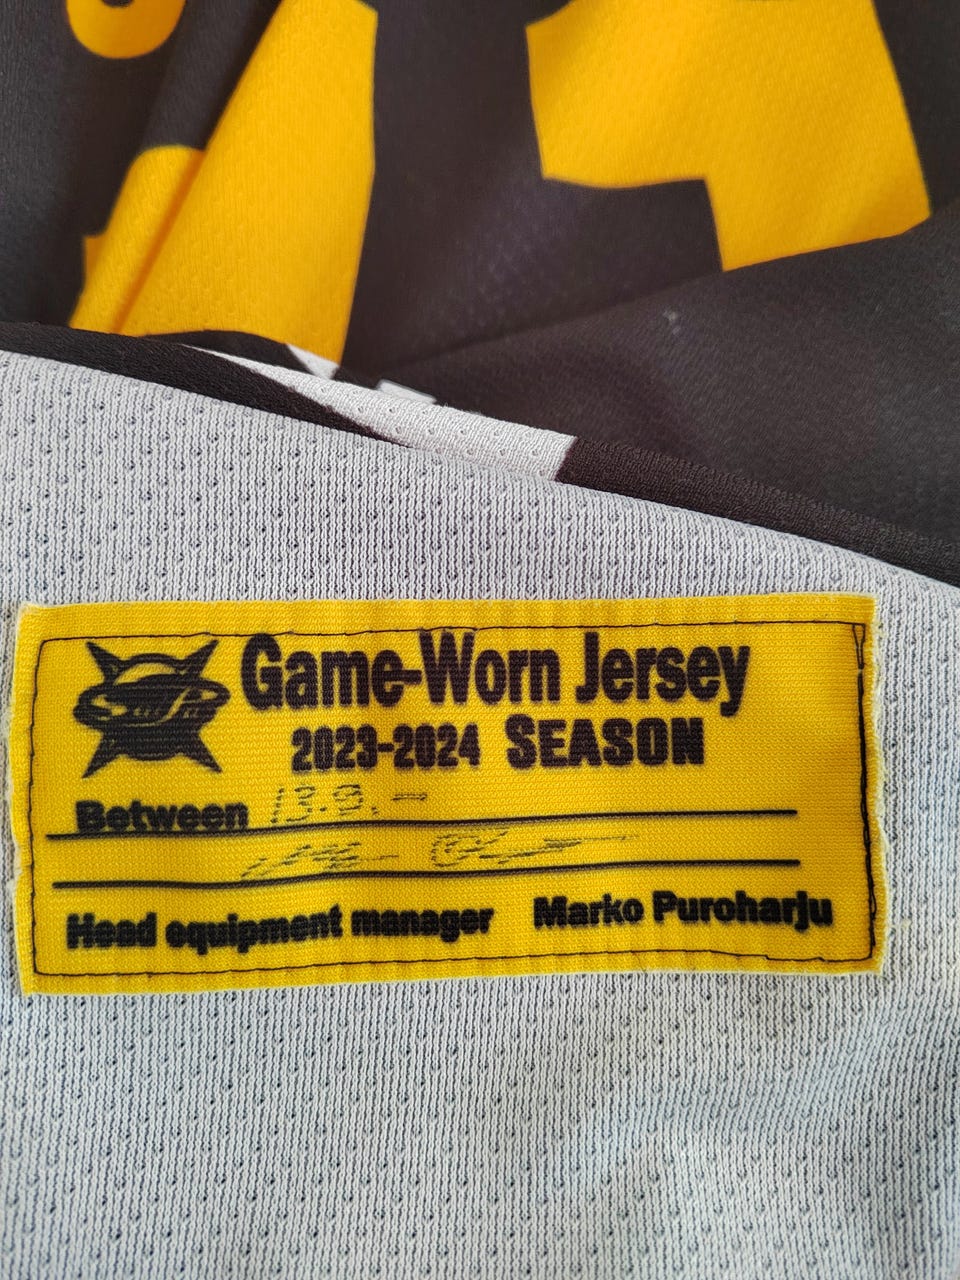 Game-Worn Jersey
2023-2024 SEASON
Between 13.9. -
Head equipment manager Marko Puroharju